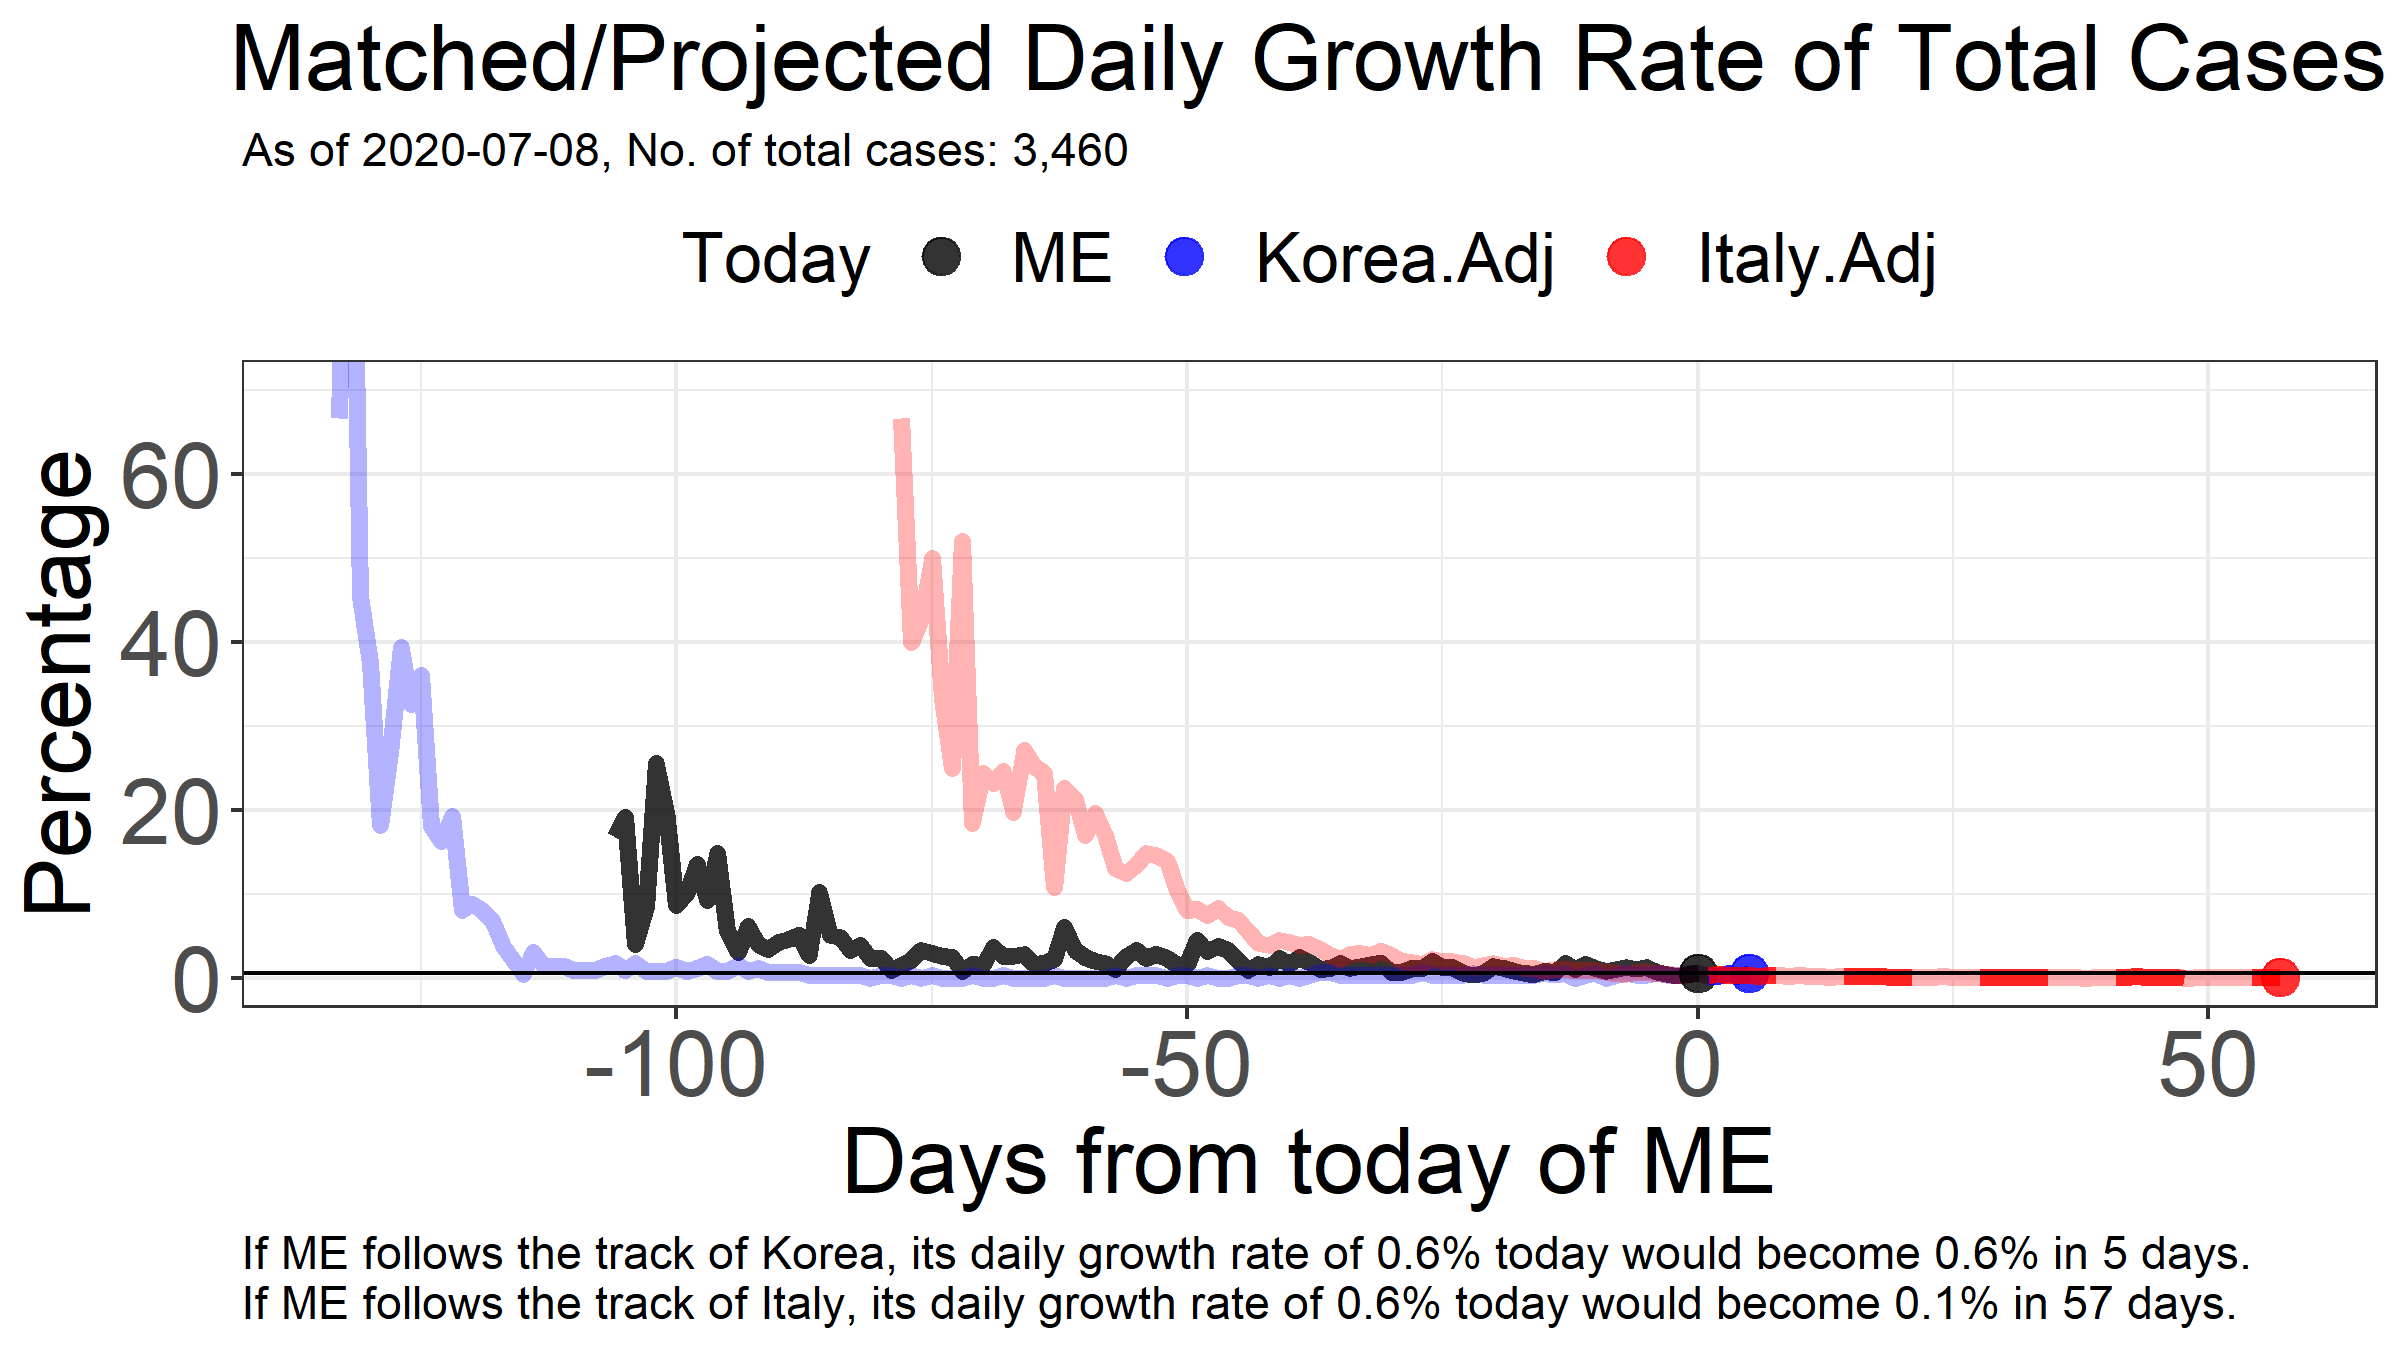 Matched/Projected Daily Growth Rate of Total Cases
As of 2020-07-08, No. of total cases: 3,460
Today ME Korea.Adj Italy.Adj
Percentage
60
40
20
0
-100 -50 0 50
Days from today of ME
If ME follows the track of Korea, its daily growth rate of 0.6% today would become 0.6% in 5 days.
If ME follows the track of Italy, its daily growth rate of 0.6% today would become 0.1% in 57 days.